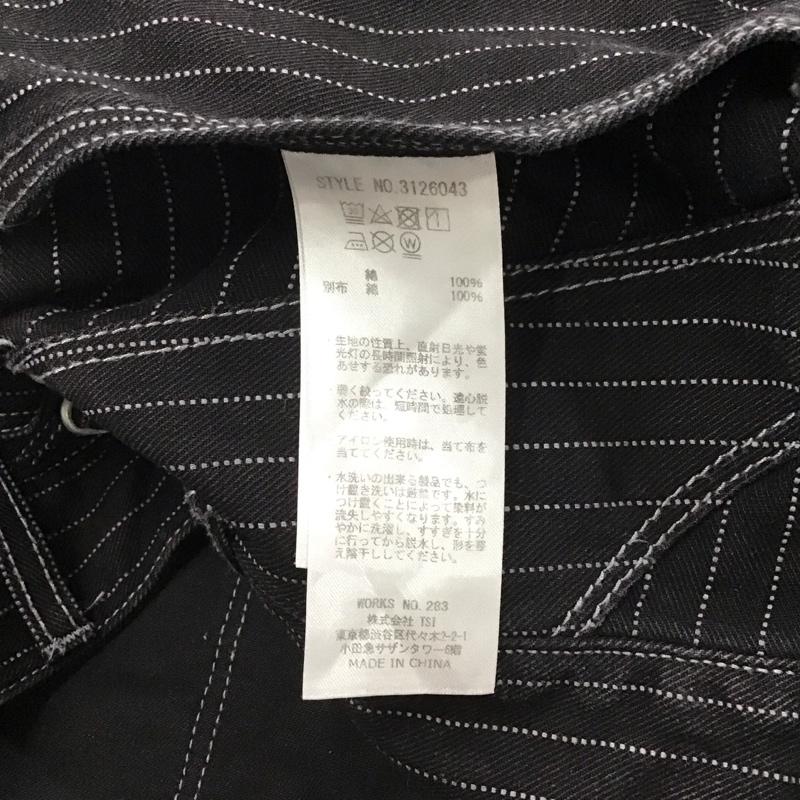 STYLE NO.3126043
綿 100%
別布 綿 100%
・生地の性質上、直射日光や蛍
光灯の長時間照射により、色
あせする恐れがあります。
・弱く絞ってください。遠心脱
水の際は、短時間で処理して
ください。
・アイロン使用時は、当て布を
当ててください。
・水洗いの出来る製品でも、つ
け置き洗いは厳禁です。水に
つけ置くことによって染料が
流失しやすくなります。すみ
やかに洗濯し、すすぎを十分
に行ってから脱水し、形を整
え陰干ししてください。
WORKS NO.283
株式会社 TSI
東京都渋谷区代々木2-2-1
小田急サザンタワー8階
MADE IN CHINA